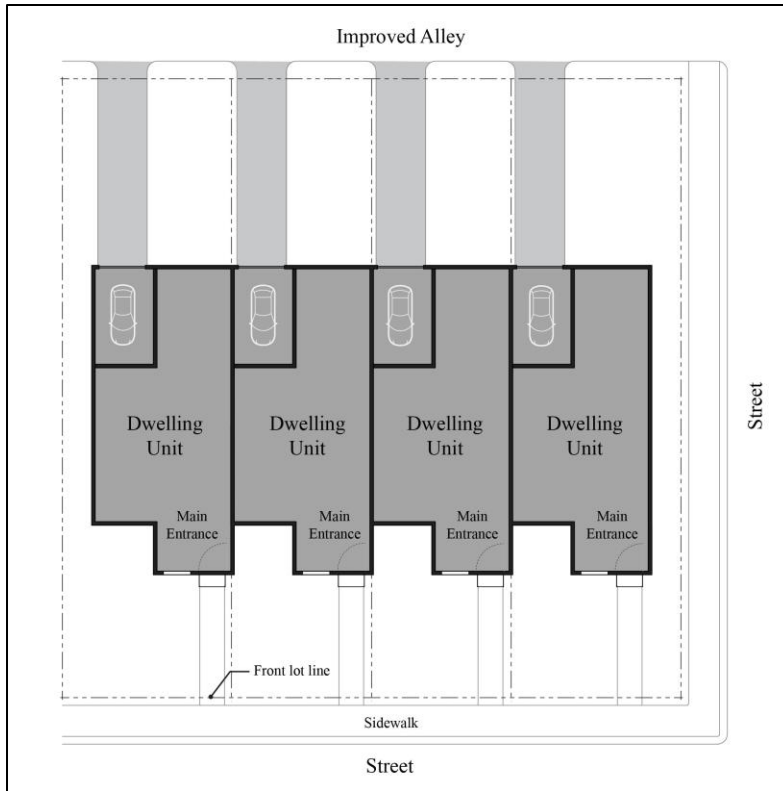 Improved Alley
Street
Dwelling
Unit
Dwelling
Unit
Dwelling
Unit
Dwelling
Unit
Main
Entrance
Main
Entrance
Main
Entrance
Main
Entrance
Front lot line
Sidewalk
Street